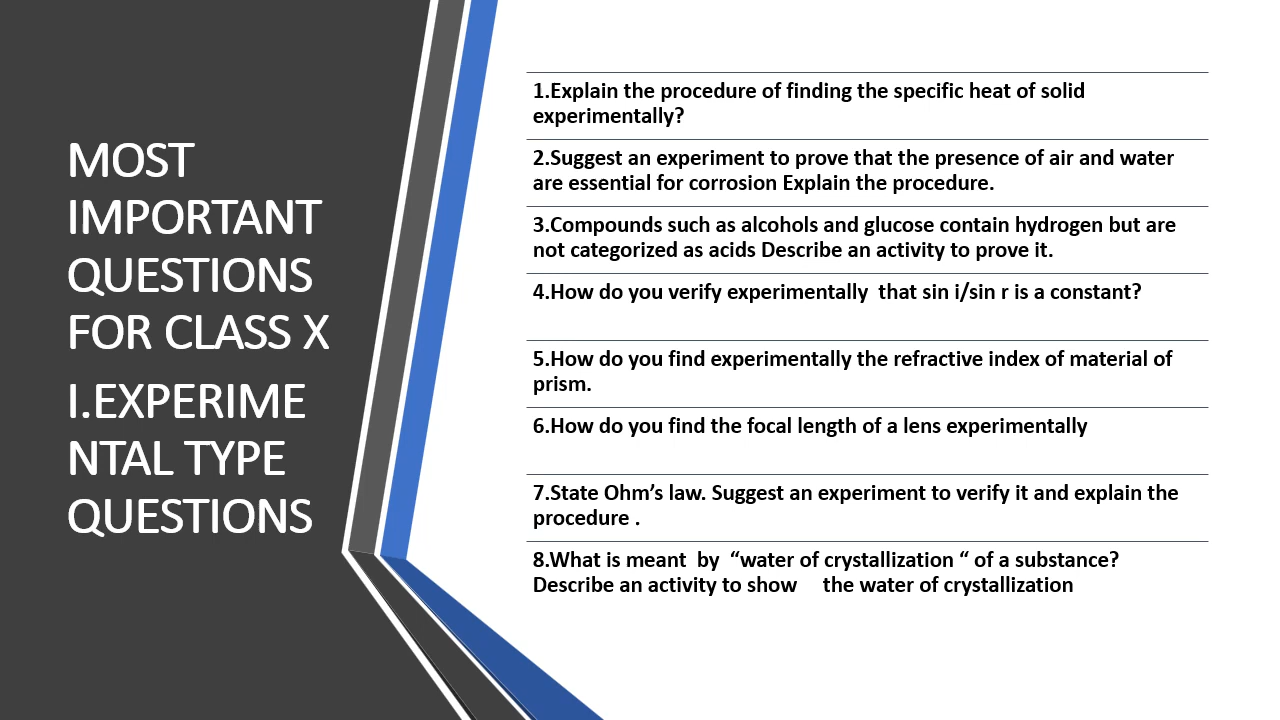 MOST
IMPORTANT
QUESTIONS
FOR CLASS X
I.EXPERIME
NTAL TYPE
QUESTIONS
1.Explain the procedure of finding the specific heat of solid
experimentally?
2.Suggest an experiment to prove that the presence of air and water
are essential for corrosion Explain the procedure.
3.Compounds such as alcohols and glucose contain hydrogen but are
not categorized as acids Describe an activity to prove it.
4.How do you verify experimentally  that sin i/sin r is a constant?
5.How do you find experimentally the refractive index of material of
prism.
6.How do you find the focal length of a lens experimentally
7.State Ohm’s law. Suggest an experiment to verify it and explain the
procedure .
8.What is meant  by  “water of crystallization “ of a substance?
Describe an activity to show    the water of crystallization